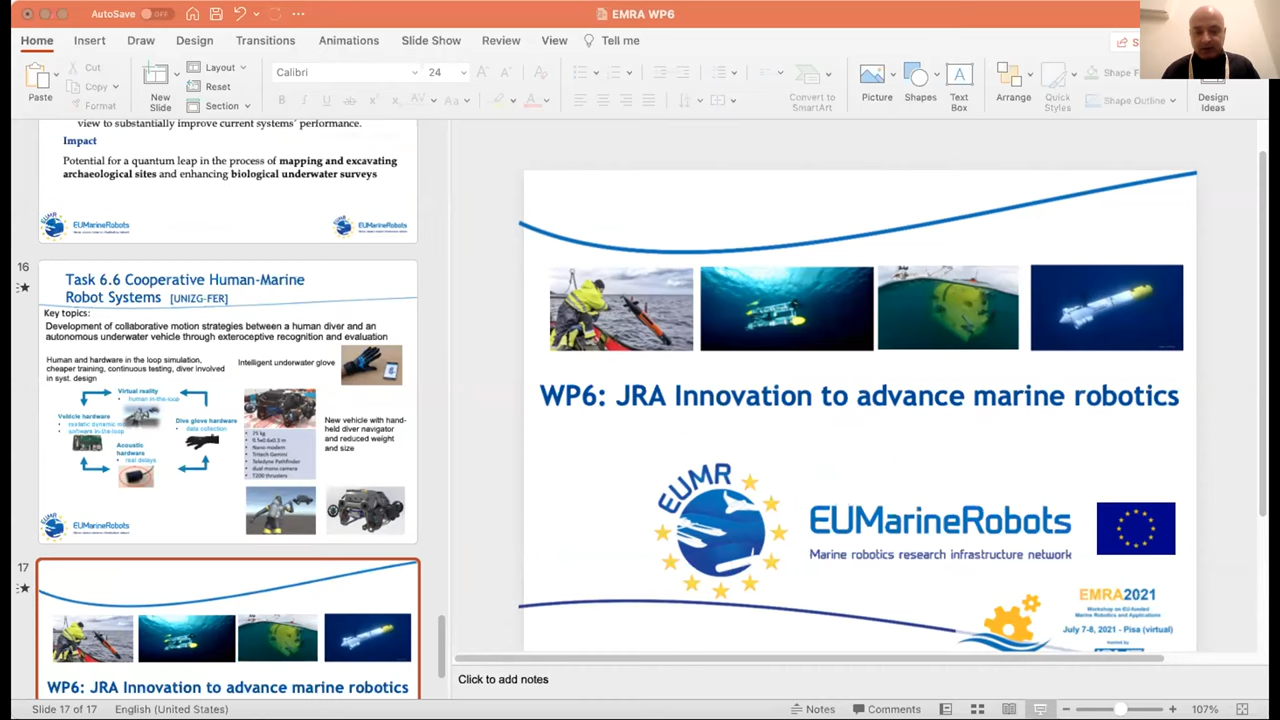 AutoSave OFF
EMRA WP6
Home Insert Draw Design Transitions Animations Slide Show Review View Tell me
Paste
Cut
Copy
Format
New
Slide
Layout
Reset
Section
Calibri 24
Convert to
SmartArt
Picture
Shapes
Text
Box
Arrange
Quick
Styles
Shape
Shape Outline
Design
Ideas
view to substantially improve current systems' performance.
Impact
Potential for a quantum leap in the process of mapping and excavating
archaeological sites and enhancing biological underwater surveys
EUMarineRobots
EUMarineRobots
16
Task 6.6 Cooperative Human-Marine
Robot Systems [UNIZG-FER]
Key topics:
Development of collaborative motion strategies between a human diver and an
autonomous underwater vehicle through exteroceptive recognition and evaluation
Human and hardware in the loop simulation,
cheaper training, continuous testing, diver involved
in syst. design
Intelligent underwater glove
Virtual reality
• human in-the-loop
Vehicle hardware
• realistic dynamic
• software in-the-loop
Dive glove hardware
• data collection
Acoustic
hardware
• real delays
25 kg
Nano modem
Tritech Gemini
Teledyne Pathfinder
dual mono camera
T200 thrusters
New vehicle with hand-
held diver navigator
and reduced weight
and size
EUMarineRobots
17
WP6: JRA Innovation to advance marine robotics
WP6: JRA Innovation to advance marine robotics
EUMR
EUMarineRobots
Marine robotics research infrastructure network
EMRA2021
Workshop on EU-funded
Marine Robotics and Applications
July 7-8, 2021 - Pisa (virtual)
Click to add notes
Slide 17 of 17 English (United States) Notes Comments 107%